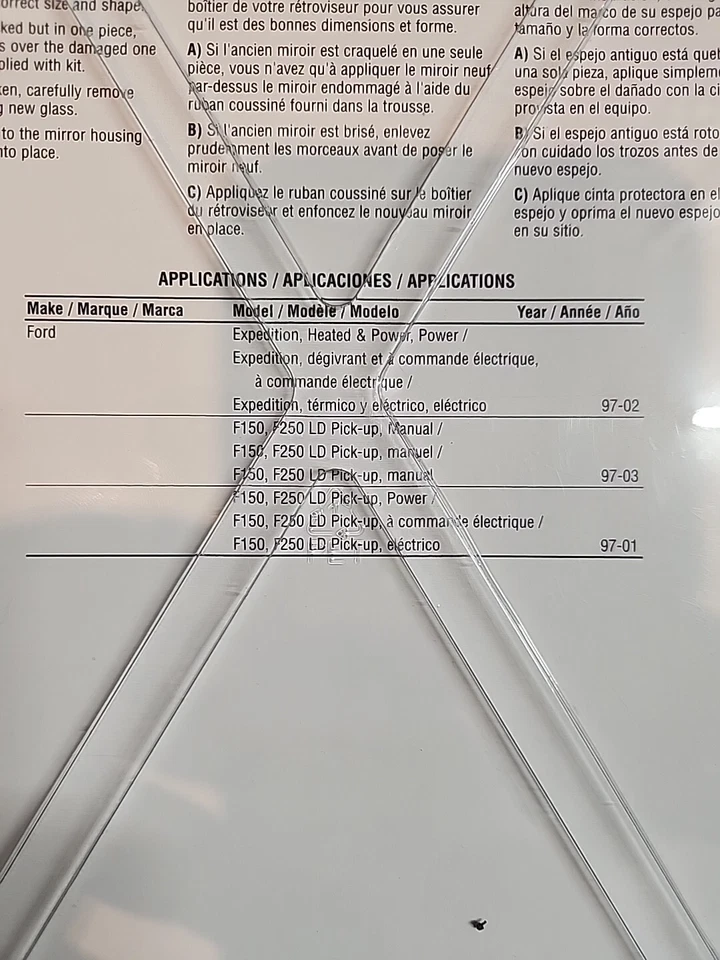 orrect size and shape.
ked but in one piece,
s over the damaged one
plied with kit.
en, carefully remove
g new glass.
to the mirror housing
nto place.
boîtier de votre rétroviseur pour vous assurer
qu'il est des bonnes dimensions et forme.
A) Si l'ancien miroir est craquelé en une seule
pièce, vous n'avez qu'à appliquer le miroir neuf
par-dessus le miroir endommagé à l'aide du
ruban coussiné fourni dans la trousse.
B) Si l'ancien miroir est brisé, enlevez
prudemment les morceaux avant de poser le
miroir neuf.
C) Appliquez le ruban coussiné sur le boîtier
du rétroviseur et enfoncez le nouveau miroir
en place.
altura del marco de su espejo pa
tamaño y la forma correctos.
A) Si el espejo antiguo está queb
una sola pieza, aplique simplem
espejo sobre el dañado con la ci
provista en el equipo.
B) Si el espejo antiguo está roto
con cuidado los trozos antes de
nuevo espejo.
C) Aplique cinta protectora en el
espejo y oprima el nuevo espejo
en su sitio.
APPLICATIONS / APLICACIONES / APPLICATIONS
Make / Marque / Marca Model / Modèle / Modelo Year / Année / Año
Ford Expedition, Heated & Power, Power /
Expedition, dégivrant et à commande électrique,
à commande électrique /
Expedition, térmico y eléctrico, eléctrico 97-02
F150, F250 LD Pick-up, Manual /
F150, F250 LD Pick-up, manuel /
F150, F250 LD Pick-up, manual 97-03
F150, F250 LD Pick-up, Power /
F150, F250 LD Pick-up, à commande électrique /
F150, F250 LD Pick-up, eléctrico 97-01